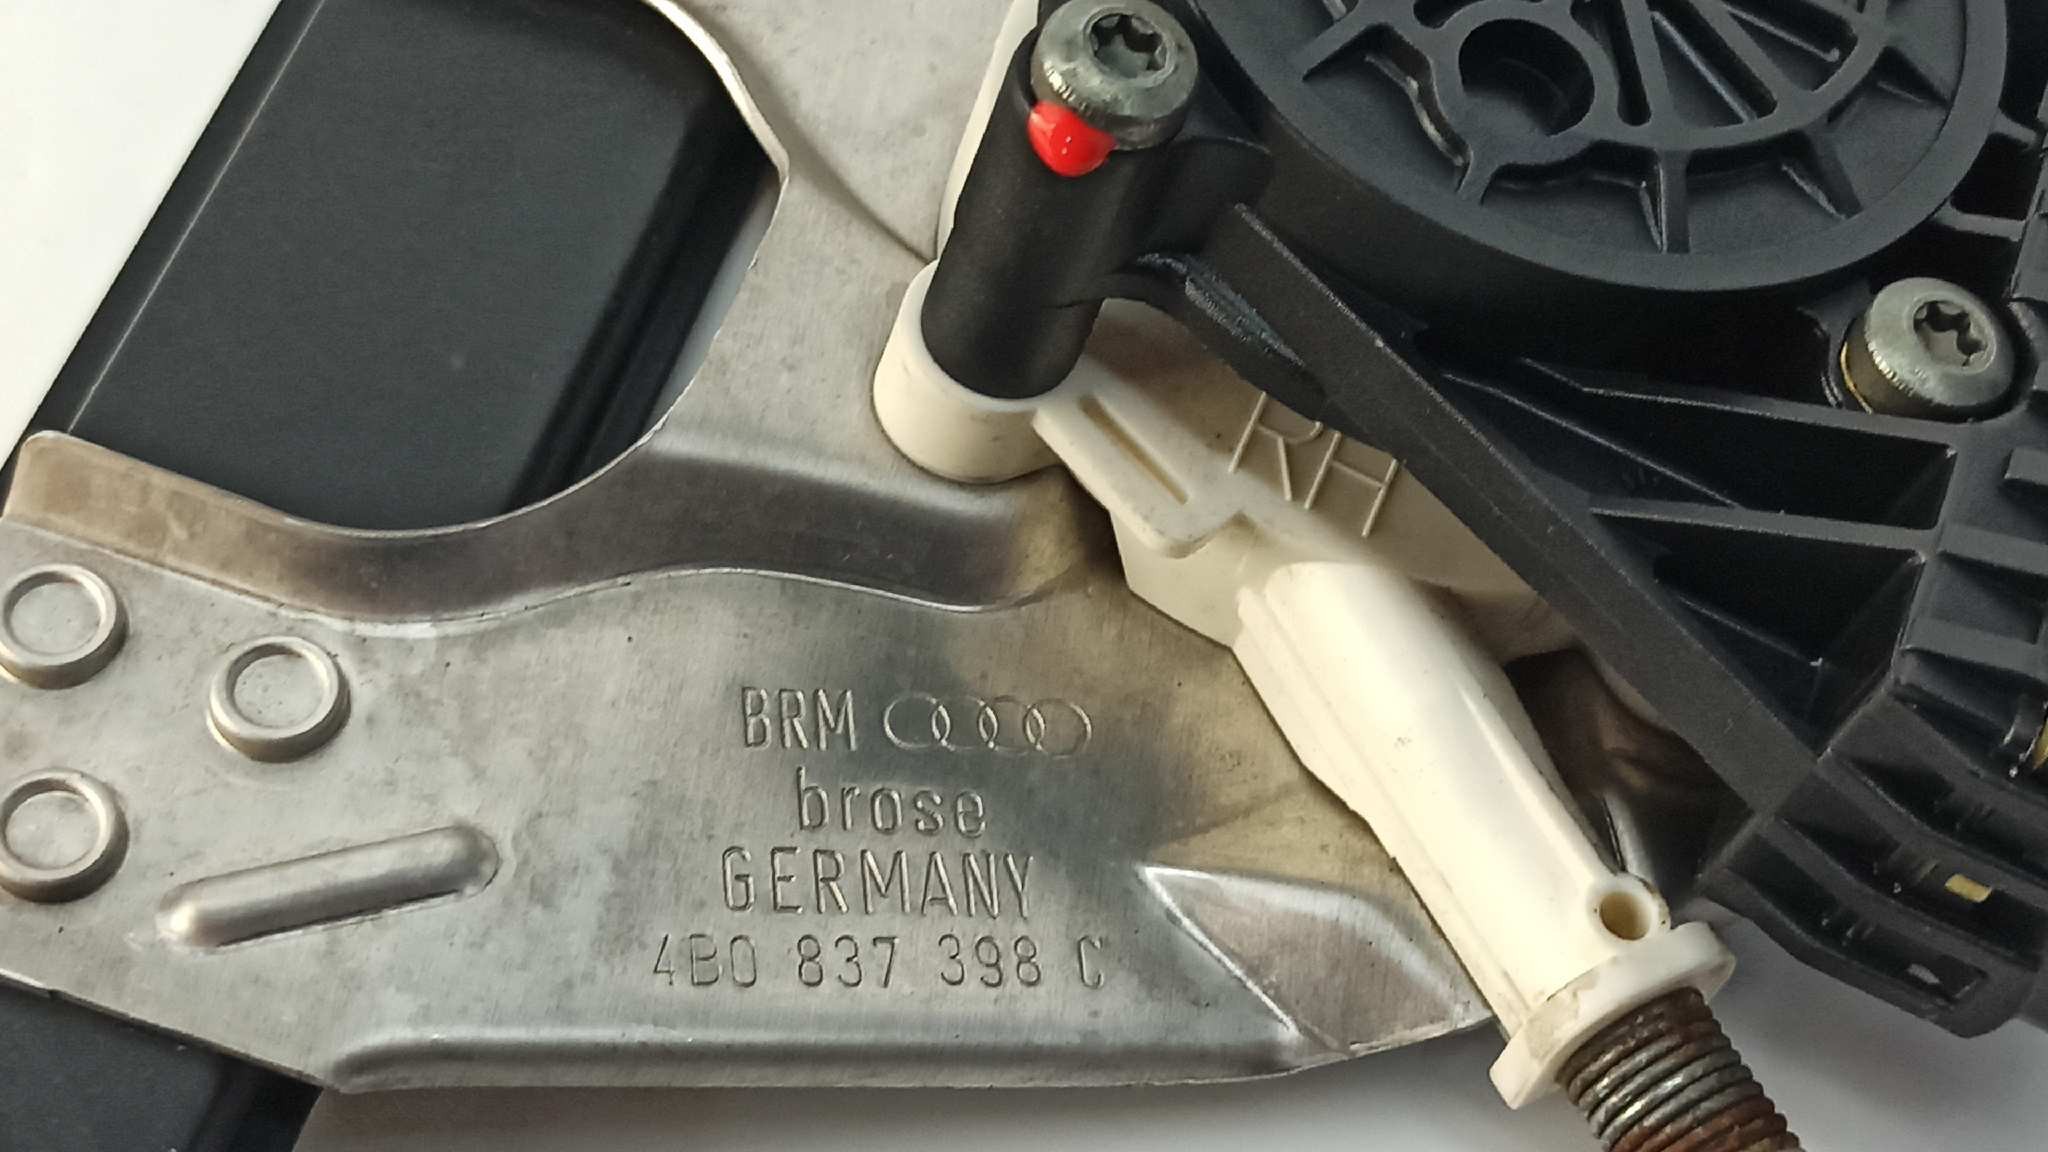 RH
BRM
brose
GERMANY
4B0 837 398 C